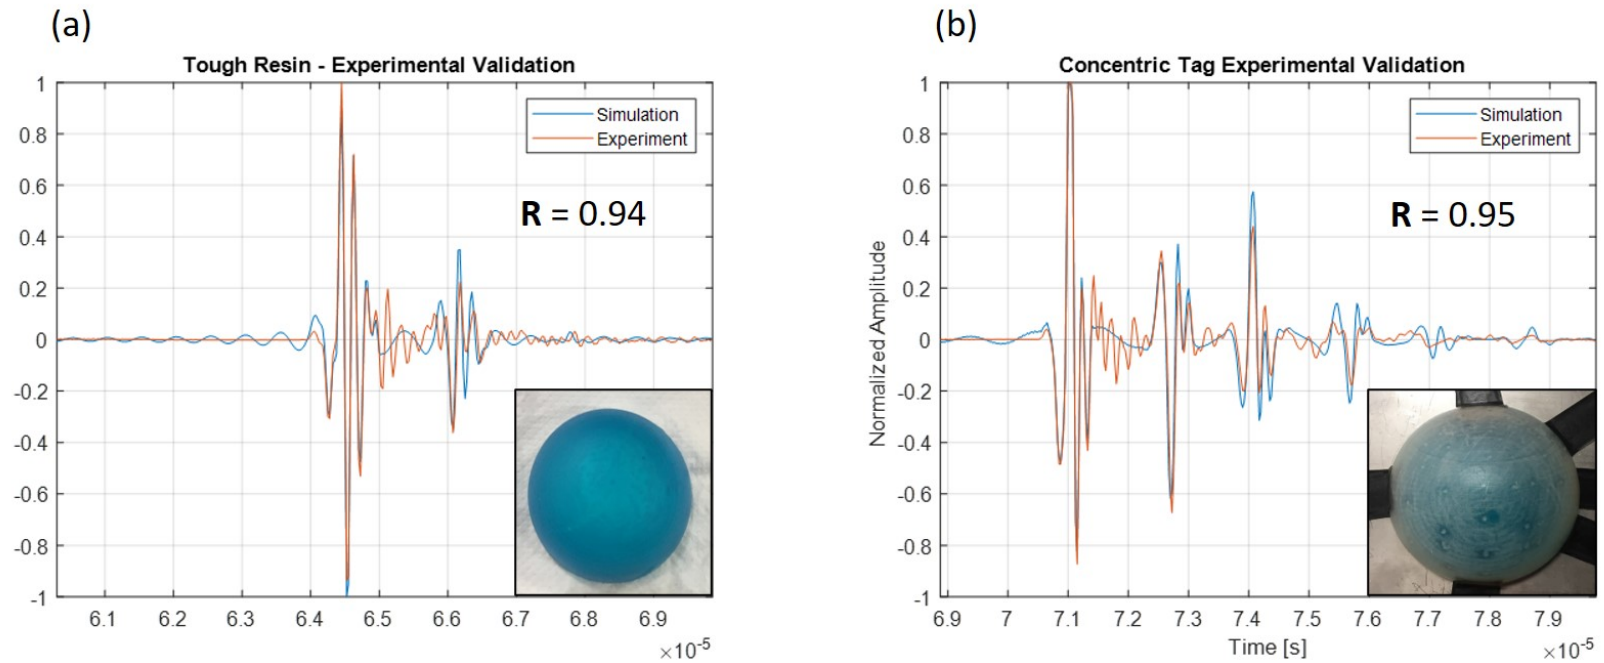 (a)
Tough Resin - Experimental Validation
1
0.8
0.6
0.4
0.2
0
-0.2
-0.4
-0.6
-0.8
-1
Simulation
Experiment
R = 0.94
6.1 6.2 6.3 6.4 6.5 6.6 6.7 6.8 6.9
×10-5
(b)
Concentric Tag Experimental Validation
Normalized Amplitude
1
0.8
0.6
0.4
0.2
0
-0.2
-0.4
-0.6
-0.8
-1
Simulation
Experiment
R = 0.95
6.9 7 7.1 7.2 7.3 7.4 7.5 7.6 7.7 7.8 7.9
Time [s]
×10-5